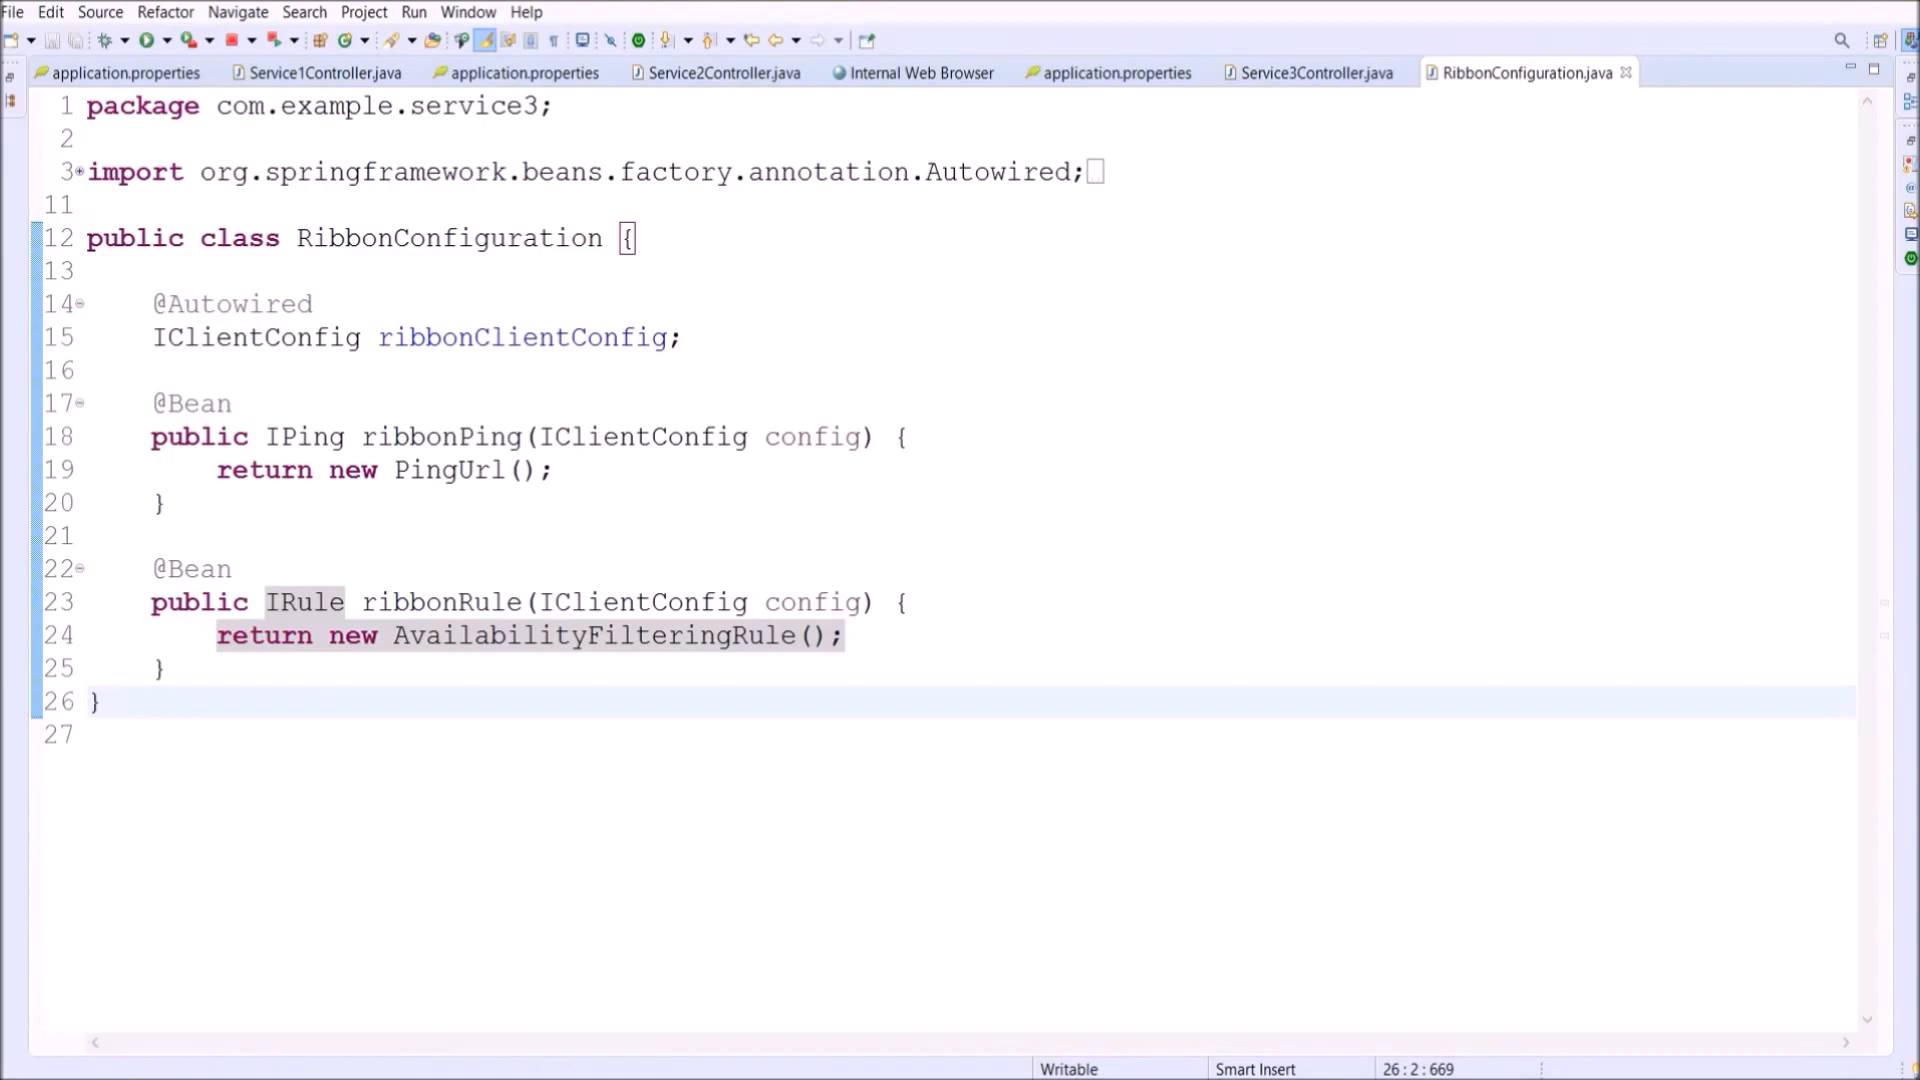 File Edit Source Refactor Navigate Search Project Run Window Help
application.properties Service1Controller.java application.properties Service2Controller.java Internal Web Browser application.properties Service3Controller.java RibbonConfiguration.java
1 package com.example.service3;
2
3 import org.springframework.beans.factory.annotation.Autowired;
11
12 public class RibbonConfiguration {
13
14 @Autowired
15 IClientConfig ribbonClientConfig;
16
17 @Bean
18 public IPing ribbonPing(IClientConfig config) {
19 return new PingUrl();
20 }
21
22 @Bean
23 public IRule ribbonRule(IClientConfig config) {
24 return new AvailabilityFilteringRule();
25 }
26 }
27
Writable Smart Insert 26 : 2 : 669